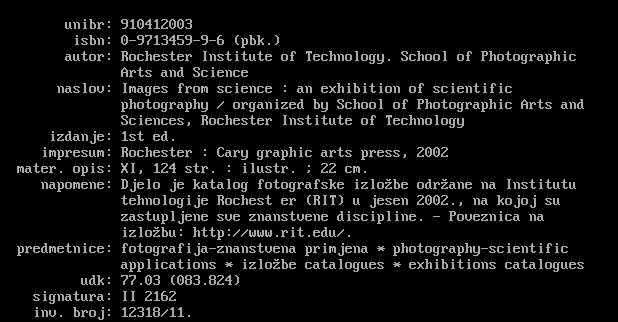 unibr: 910412003
isbn: 0-9713459-9-6 (pbk.)
autor: Rochester Institute of Technology. School of Photographic
Arts and Science
naslov: Images from science : an exhibition of scientific
photography / organized by School of Photographic Arts and
Sciences, Rochester Institute of Technology
izdanje: 1st ed.
impresum: Rochester : Cary graphic arts press, 2002
mater. opis: XI, 124 str. : ilustr. ; 22 cm.
napomene: Djelo je katalog fotografske izložbe održane na Institutu
tehnologije Rochest er (RIT) u jesen 2002., na kojoj su
zastupljene sve znanstvene discipline. - Poveznica na
izložbu: http://www.rit.edu/.
predmetnice: fotografija-znanstvena primjena * photography-scientific
applications * izložbe catalogues * exhibitions catalogues
udk: 77.03 (083.824)
signatura: II 2162
inv. broj: 12318/11.